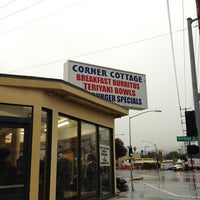 CORNER COTTAGE
BREAKFAST BURRITOS
TERIYAKI BOWLS
BURGER SPECIALS